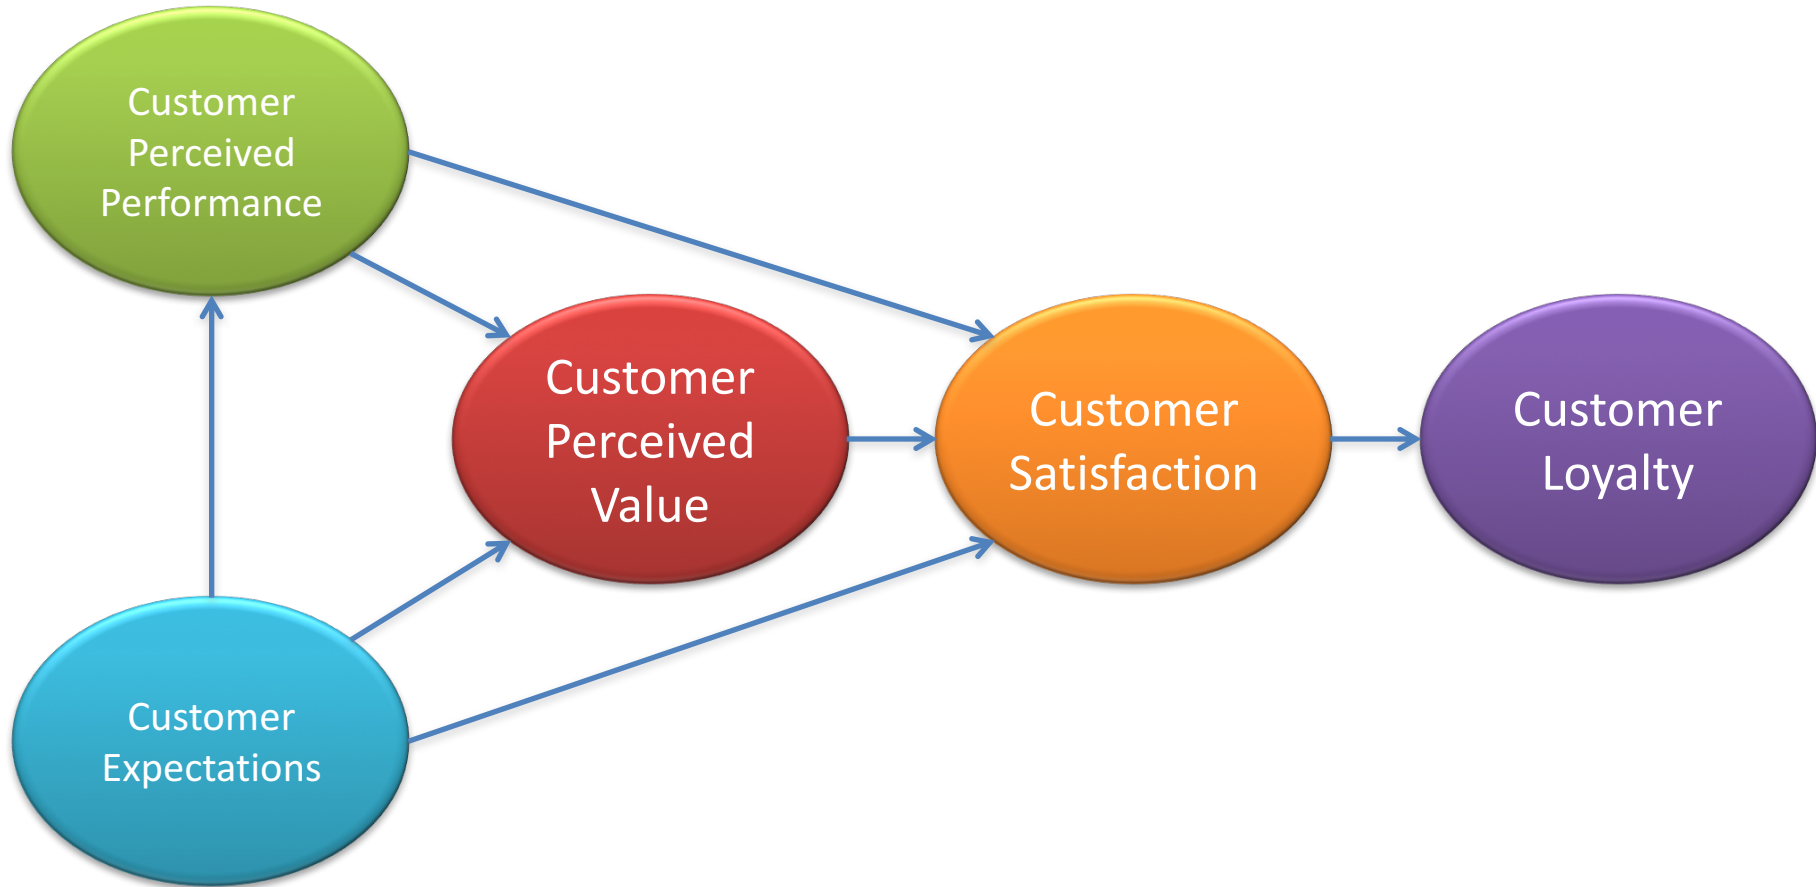 Customer
Perceived
Performance
Customer
Perceived
Value
Customer
Satisfaction
Customer
Loyalty
Customer
Expectations